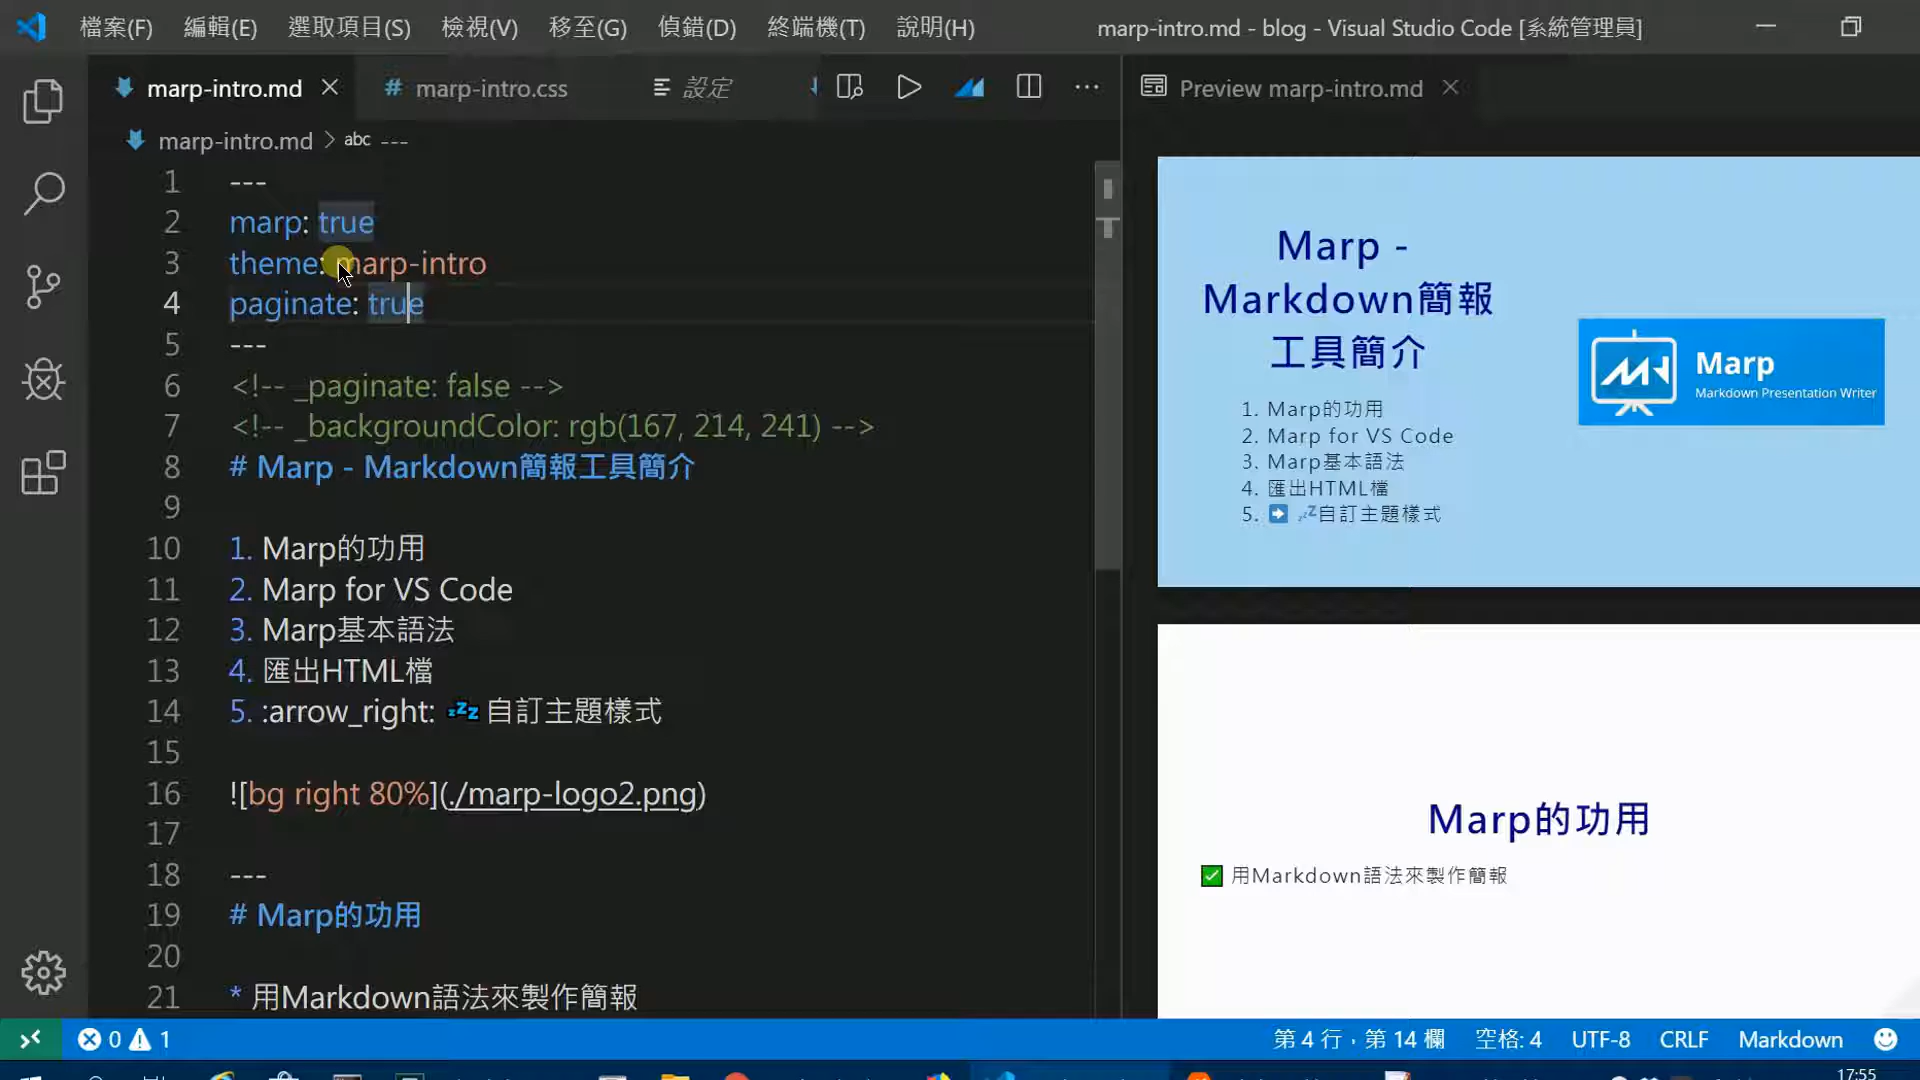 檔案(F) 編輯(E) 選取項目(S) 檢視(V) 移至(G) 偵錯(D) 終端機(T) 說明(H) marp-intro.md - blog - Visual Studio Code [系統管理員]
marp-intro.md marp-intro.css 設定
marp-intro.md > abc ---
1 ---
2 marp: true
3 theme: marp-intro
4 paginate: true
5 ---
6 <!-- _paginate: false -->
7 <!-- _backgroundColor: rgb(167, 214, 241) -->
8 # Marp - Markdown簡報工具簡介
9
10 1. Marp的功用
11 2. Marp for VS Code
12 3. Marp基本語法
13 4. 匯出HTML檔
14 5. :arrow_right: 💤自訂主題樣式
15
16 ![bg right 80%](./marp-logo2.png)
17
18 ---
19 # Marp的功用
20
21 * 用Markdown語法來製作簡報
Preview marp-intro.md
Marp -
Markdown簡報
工具簡介
1. Marp的功用
2. Marp for VS Code
3. Marp基本語法
4. 匯出HTML檔
5. ➡️ 💤自訂主題樣式
Marp
Markdown Presentation Writer
Marp的功用
✅ 用Markdown語法來製作簡報
0 1
第 4 行，第 14 欄 空格: 4 UTF-8 CRLF Markdown
17:55